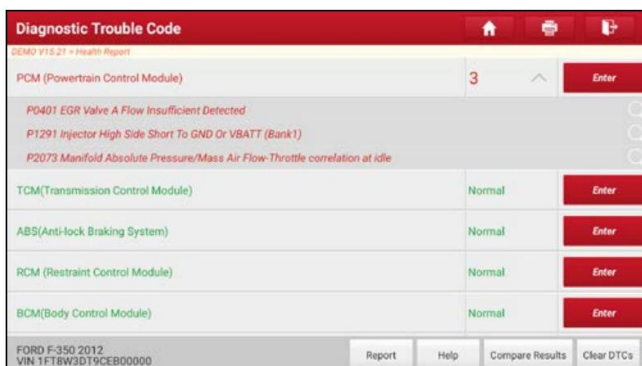 Diagnostic Trouble Code
DEMO V15.21 > Health Report
PCM (Powertrain Control Module) 3 Enter
P0401 EGR Valve A Flow Insufficient Detected
P1291 Injector High Side Short To GND Or VBATT (Bank1)
P2073 Manifold Absolute Pressure/Mass Air Flow-Throttle correlation at idle
TCM(Transmission Control Module) Normal Enter
ABS(Anti-lock Braking System) Normal Enter
RCM (Restraint Control Module) Normal Enter
BCM(Body Control Module) Normal Enter
FORD F-350 2012
VIN 1FT8W3DT9CEB00000
Report Help Compare Results Clear DTCs